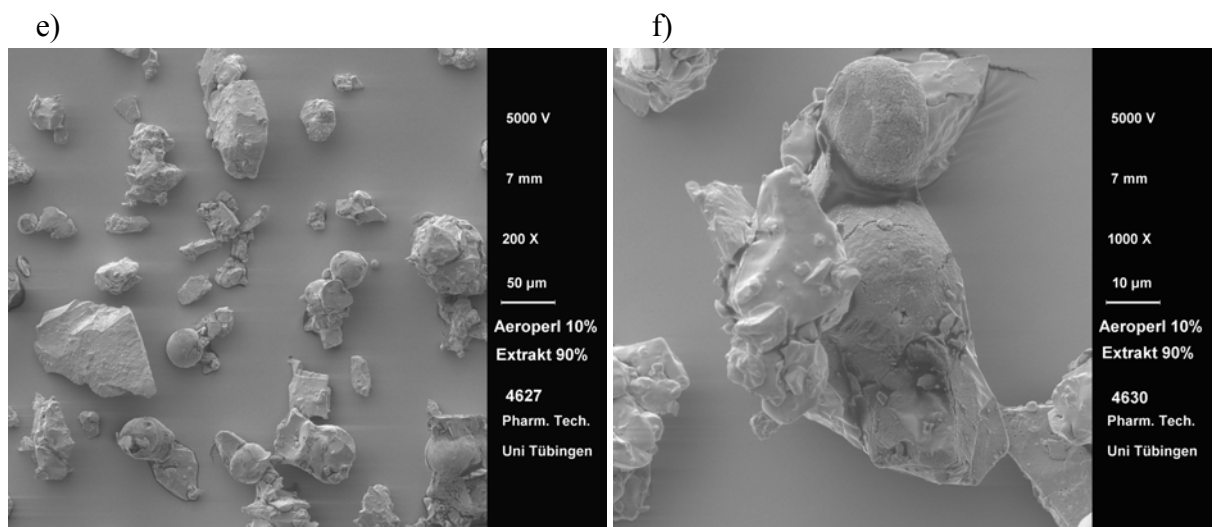 e)
f)
5000 V
7 mm
200 X
50 µm
Aeroperl 10%
Extrakt 90%
4627
Pharm. Tech.
Uni Tübingen
5000 V
7 mm
1000 X
10 µm
Aeroperl 10%
Extrakt 90%
4630
Pharm. Tech.
Uni Tübingen